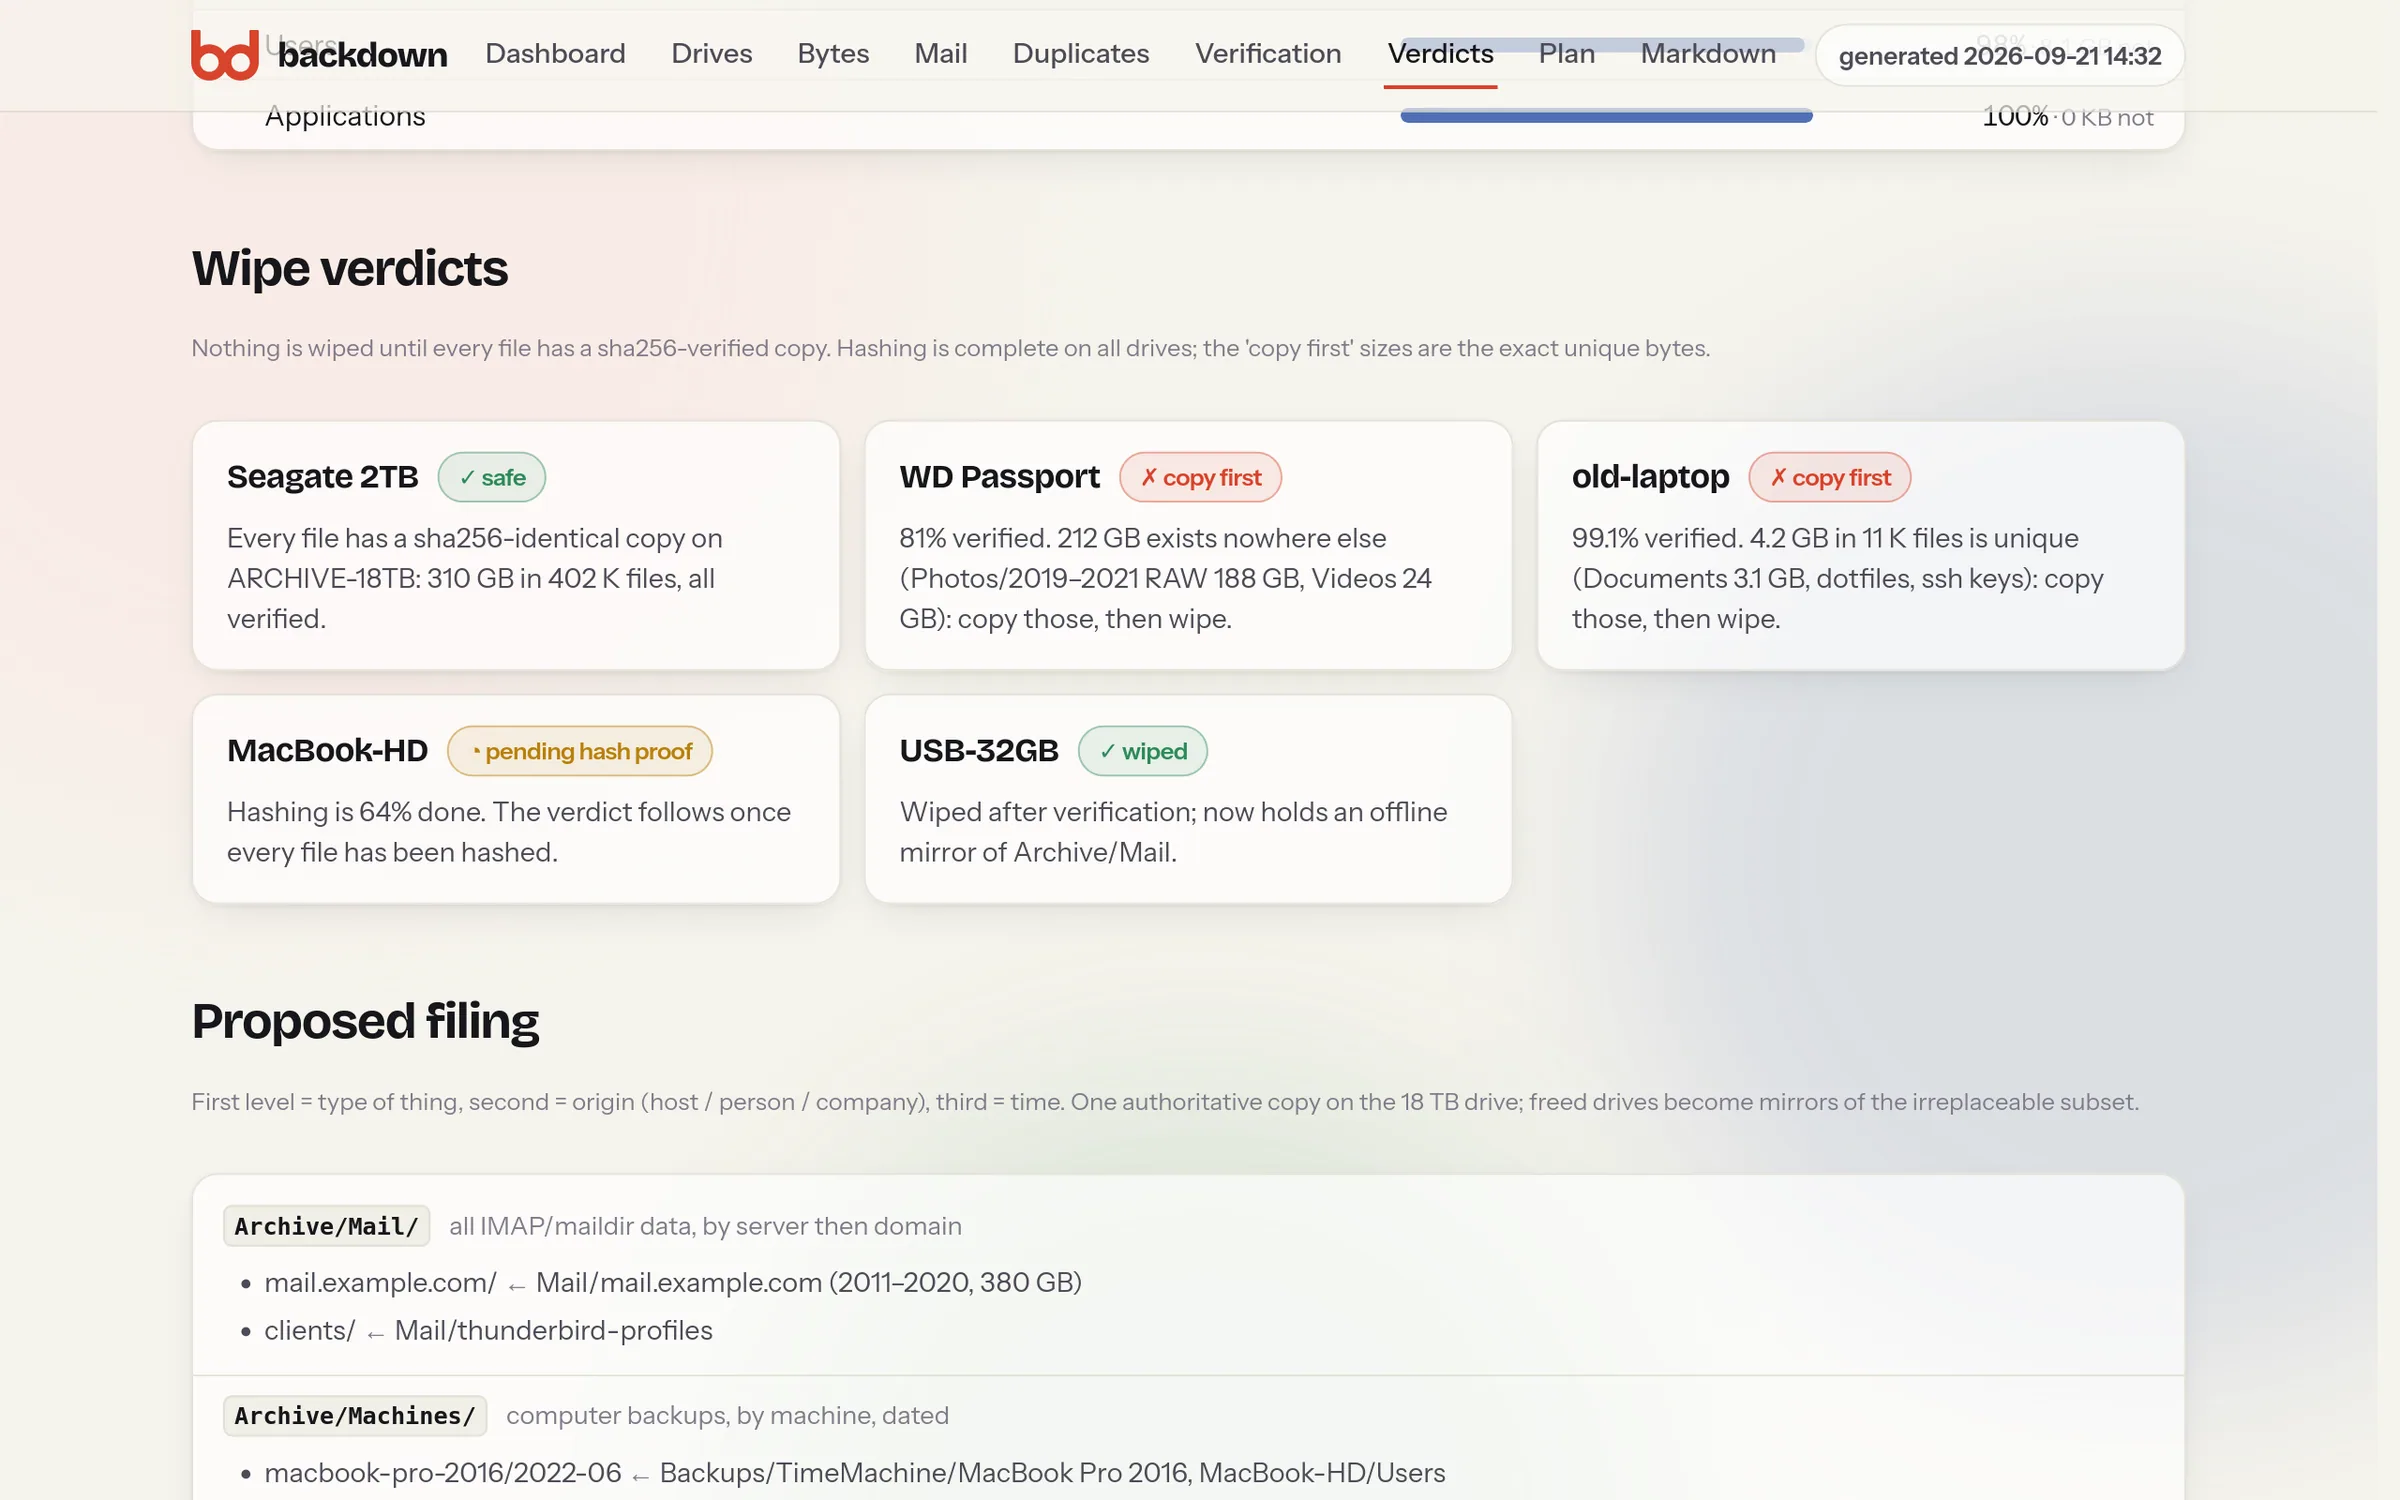 bd backdown Dashboard Drives Bytes Mail Duplicates Verification Verdicts Plan Markdown generated 2026-09-21 14:32
Users 98%
Applications 100% · 0 KB not
Wipe verdicts
Nothing is wiped until every file has a sha256-verified copy. Hashing is complete on all drives; the 'copy first' sizes are the exact unique bytes.
Seagate 2TB ✓ safe
Every file has a sha256-identical copy on
ARCHIVE-18TB: 310 GB in 402 K files, all
verified.
WD Passport ✗ copy first
81% verified. 212 GB exists nowhere else
(Photos/2019–2021 RAW 188 GB, Videos 24
GB): copy those, then wipe.
old-laptop ✗ copy first
99.1% verified. 4.2 GB in 11 K files is unique
(Documents 3.1 GB, dotfiles, ssh keys): copy
those, then wipe.
MacBook-HD pending hash proof
Hashing is 64% done. The verdict follows once
every file has been hashed.
USB-32GB ✓ wiped
Wiped after verification; now holds an offline
mirror of Archive/Mail.
Proposed filing
First level = type of thing, second = origin (host / person / company), third = time. One authoritative copy on the 18 TB drive; freed drives become mirrors of the irreplaceable subset.
Archive/Mail/ all IMAP/maildir data, by server then domain
• mail.example.com/ ← Mail/mail.example.com (2011–2020, 380 GB)
• clients/ ← Mail/thunderbird-profiles
Archive/Machines/ computer backups, by machine, dated
• macbook-pro-2016/2022-06 ← Backups/TimeMachine/MacBook Pro 2016, MacBook-HD/Users